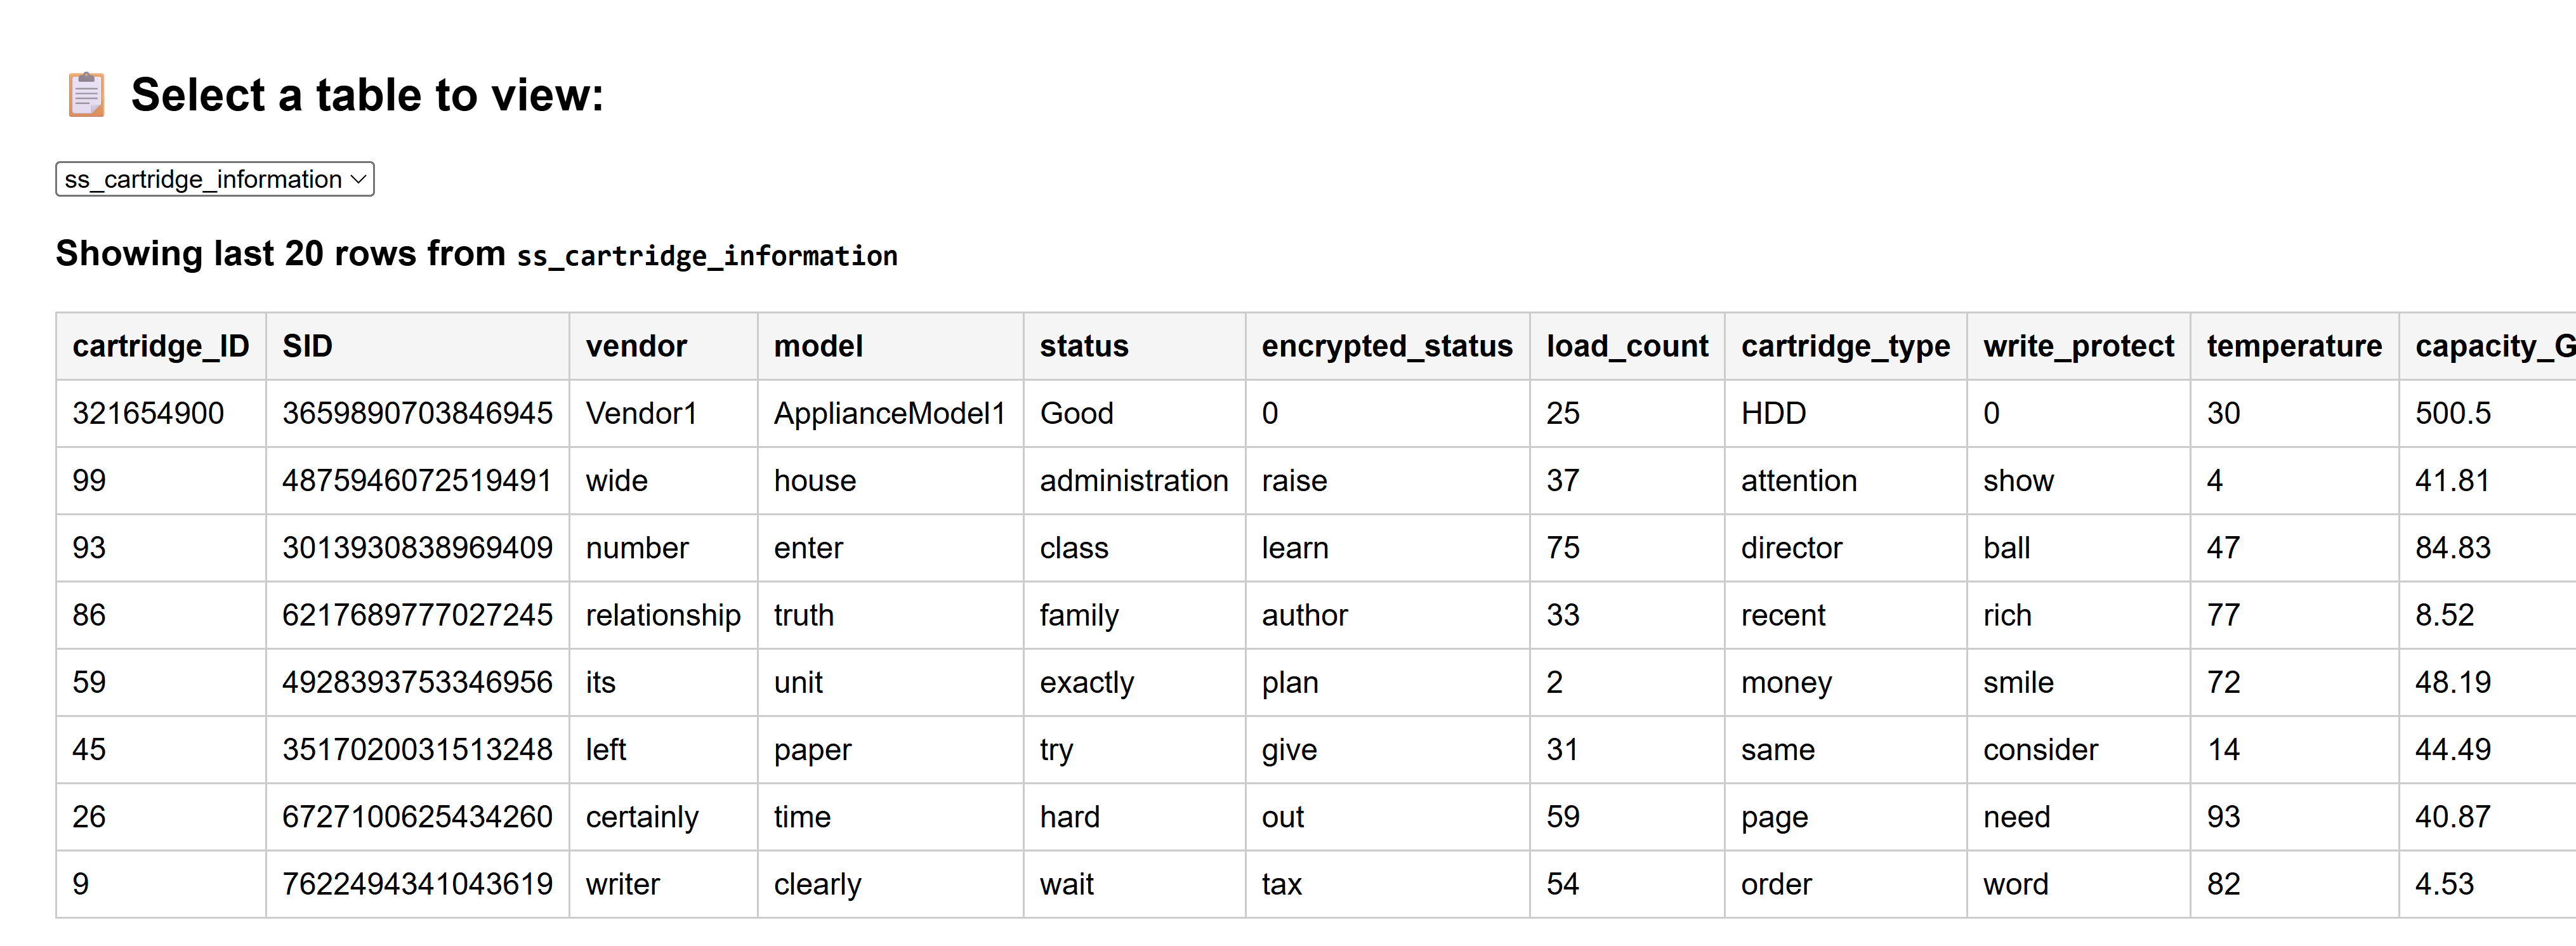 📋 Select a table to view:
ss_cartridge_information
Showing last 20 rows from ss_cartridge_information
cartridge_ID SID vendor model status encrypted_status load_count cartridge_type write_protect temperature capacity_G
321654900 3659890703846945 Vendor1 ApplianceModel1 Good 0 25 HDD 0 30 500.5
99 4875946072519491 wide house administration raise 37 attention show 4 41.81
93 3013930838969409 number enter class learn 75 director ball 47 84.83
86 6217689777027245 relationship truth family author 33 recent rich 77 8.52
59 4928393753346956 its unit exactly plan 2 money smile 72 48.19
45 3517020031513248 left paper try give 31 same consider 14 44.49
26 6727100625434260 certainly time hard out 59 page need 93 40.87
9 7622494341043619 writer clearly wait tax 54 order word 82 4.53